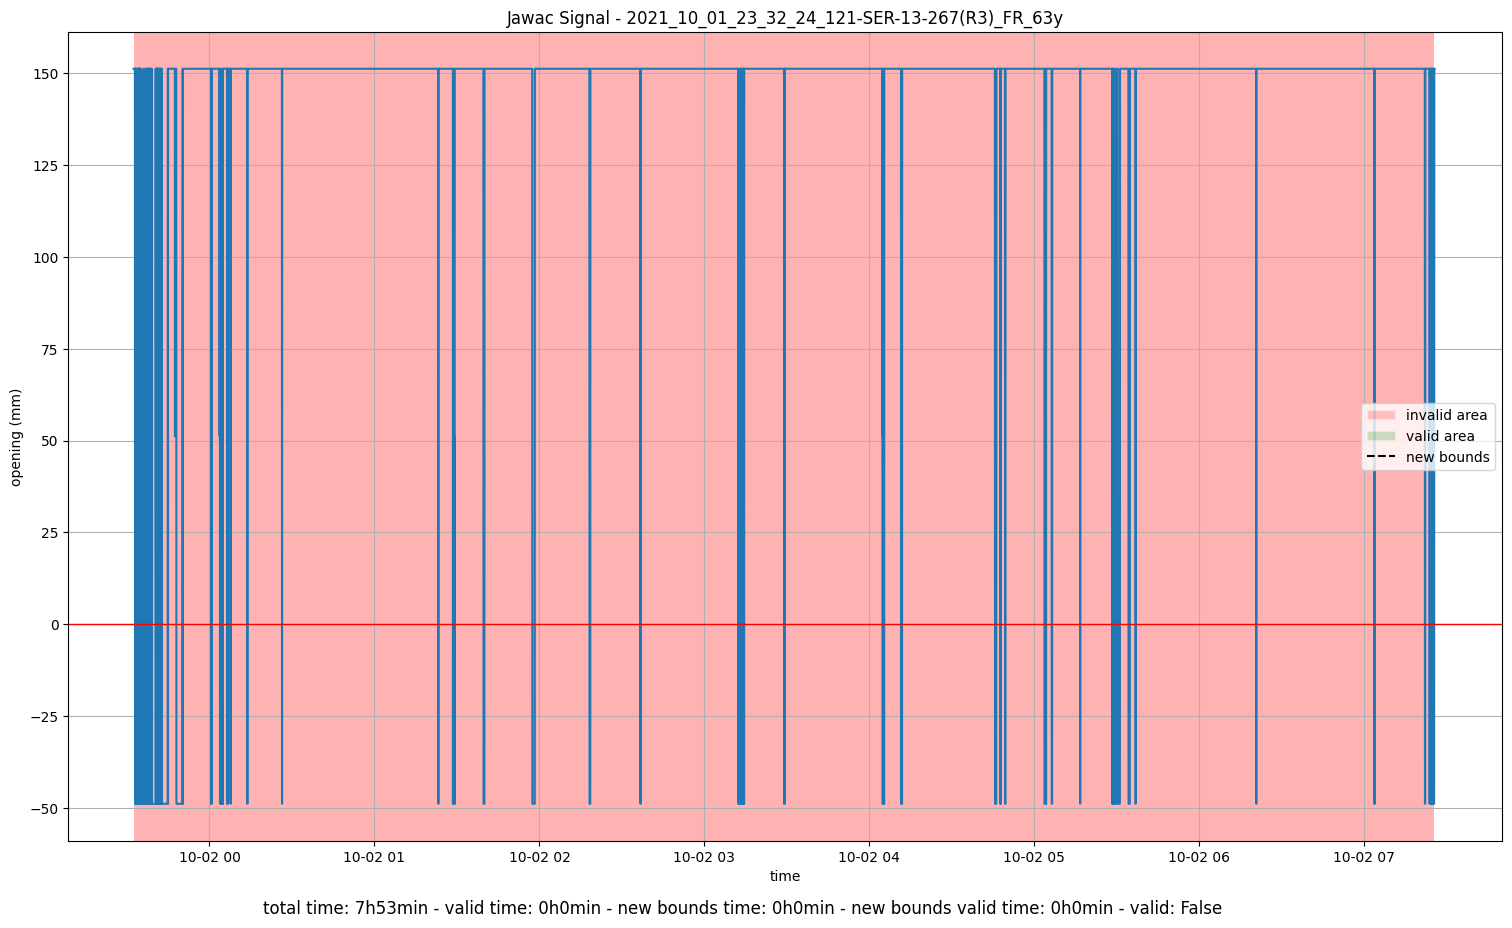 Jawac Signal - 2021_10_01_23_32_24_121-SER-13-267(R3)_FR_63y
opening (mm)
150
125
100
75
50
25
0
−25
−50
invalid area
valid area
new bounds
10-02 00
10-02 01
10-02 02
10-02 03
10-02 04
10-02 05
10-02 06
10-02 07
time
total time: 7h53min - valid time: 0h0min - new bounds time: 0h0min - new bounds valid time: 0h0min - valid: False